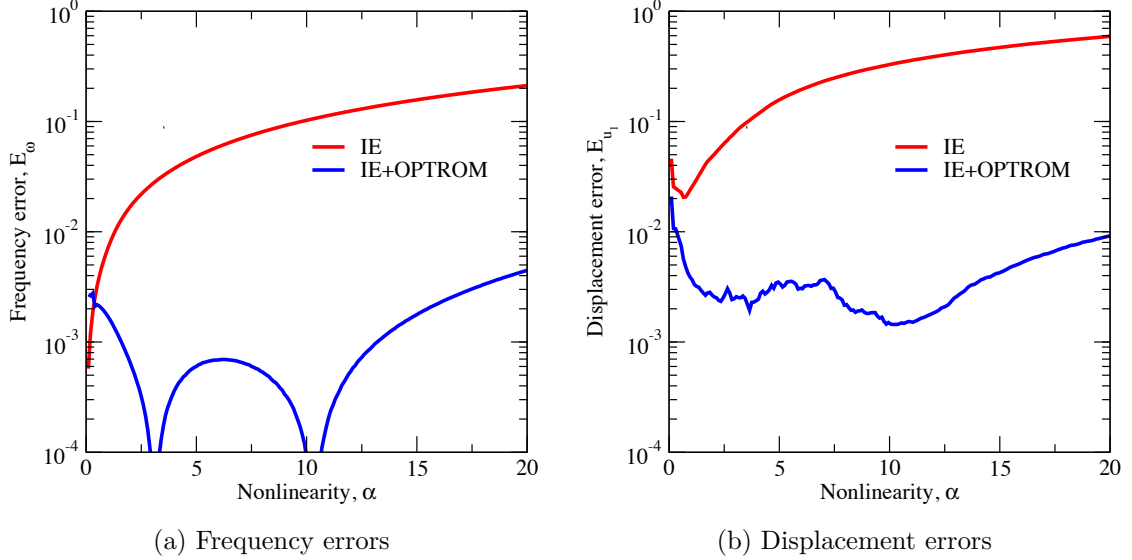 10^0
10^-1
10^-2
10^-3
10^-4
Frequency error, E_ω
IE
IE+OPTROM
0 5 10 15 20
Nonlinearity, α
(a) Frequency errors
10^0
10^-1
10^-2
10^-3
10^-4
Displacement error, E_{u_1}
IE
IE+OPTROM
0 5 10 15 20
Nonlinearity, α
(b) Displacement errors